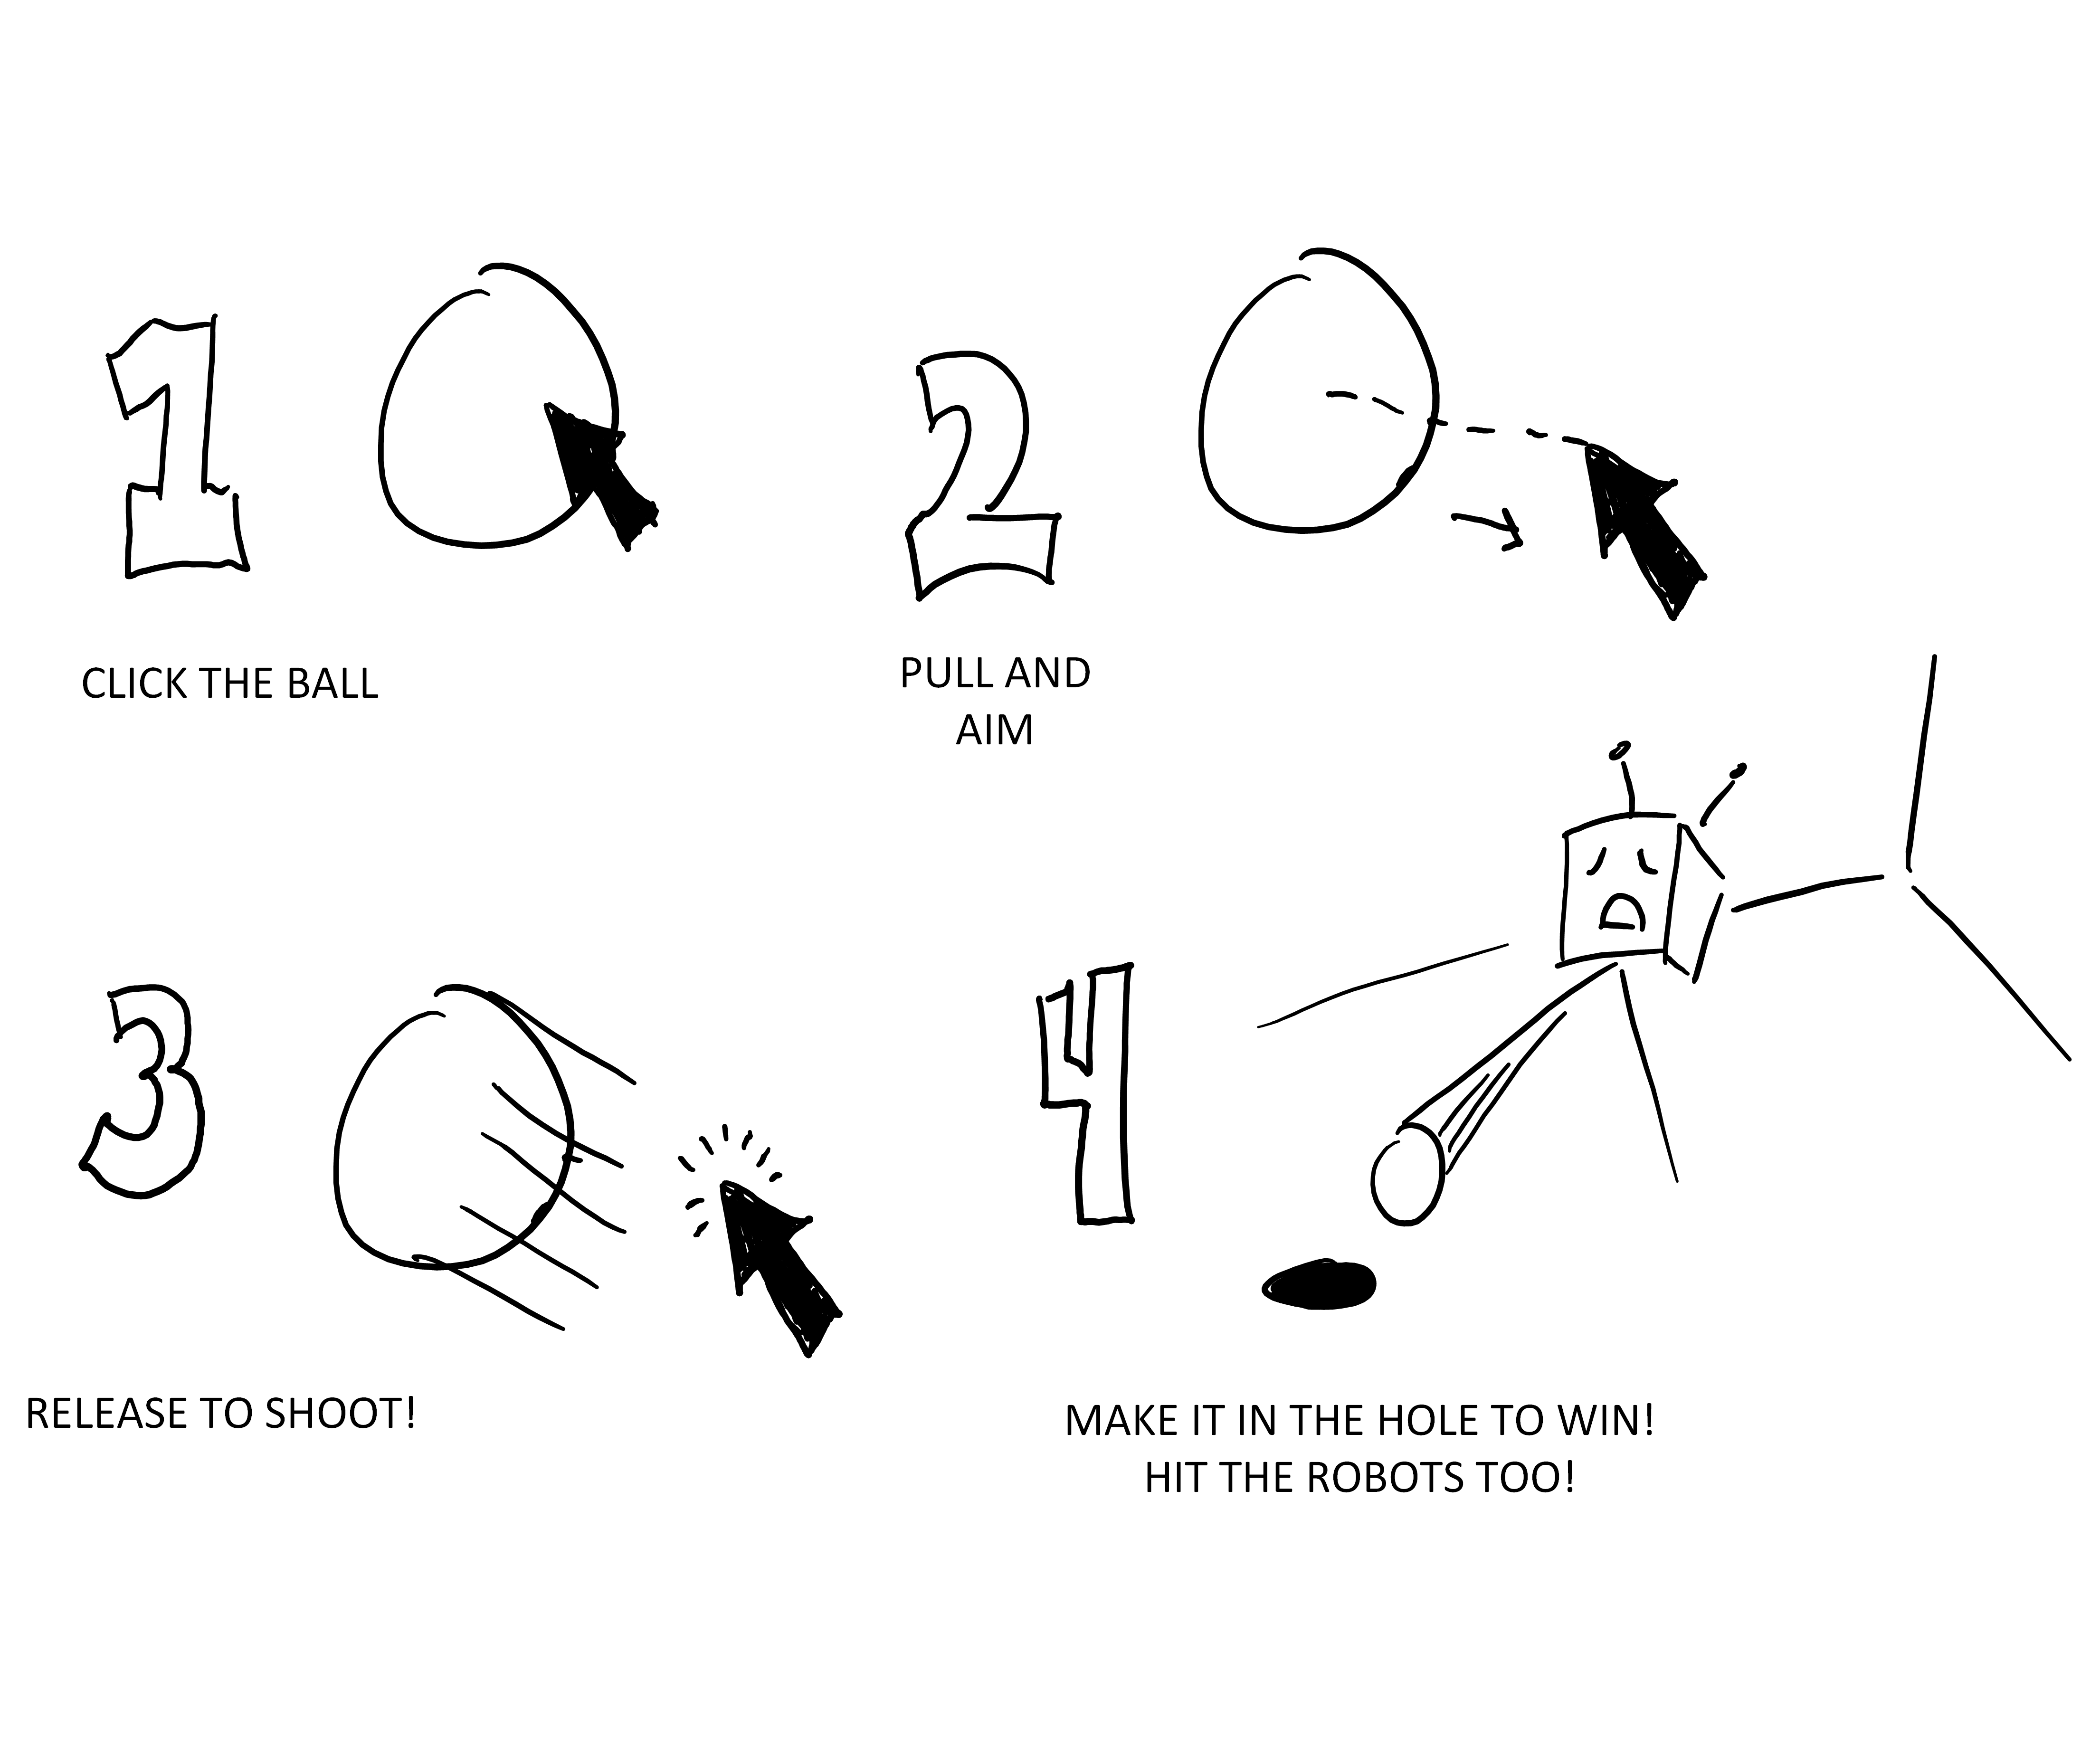 1
CLICK THE BALL
2
PULL AND
AIM
3
RELEASE TO SHOOT!
4
MAKE IT IN THE HOLE TO WIN!
HIT THE ROBOTS TOO!